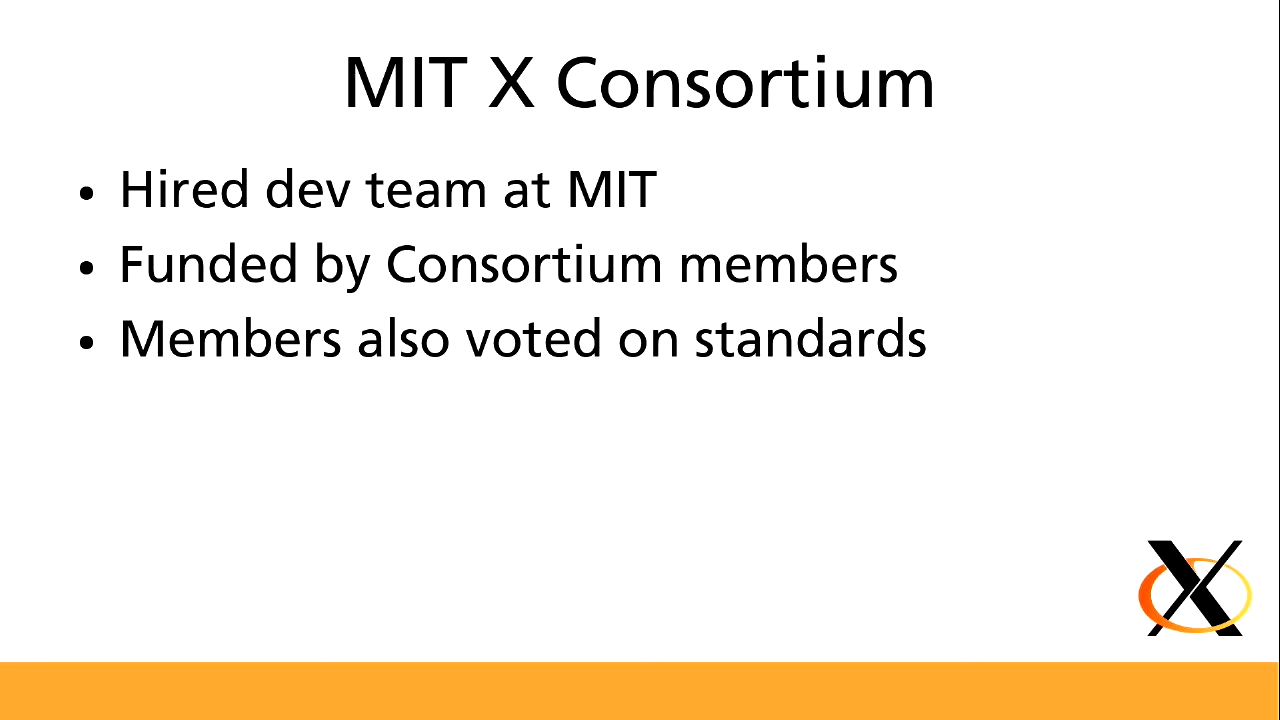 MIT X Consortium
• Hired dev team at MIT
• Funded by Consortium members
• Members also voted on standards
X